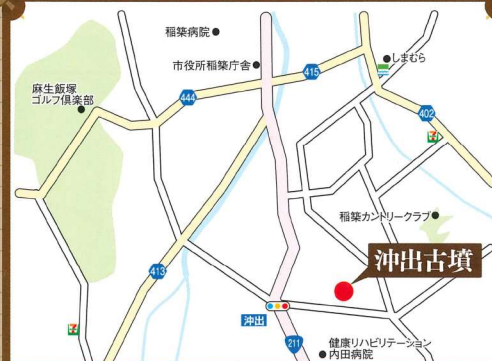 稲築病院
市役所稲築庁舎
しまむら
415
麻生飯塚
ゴルフ倶楽部
444
402
稲築カントリークラブ
沖出古墳
413
沖出
211
健康リハビリテーション
内田病院